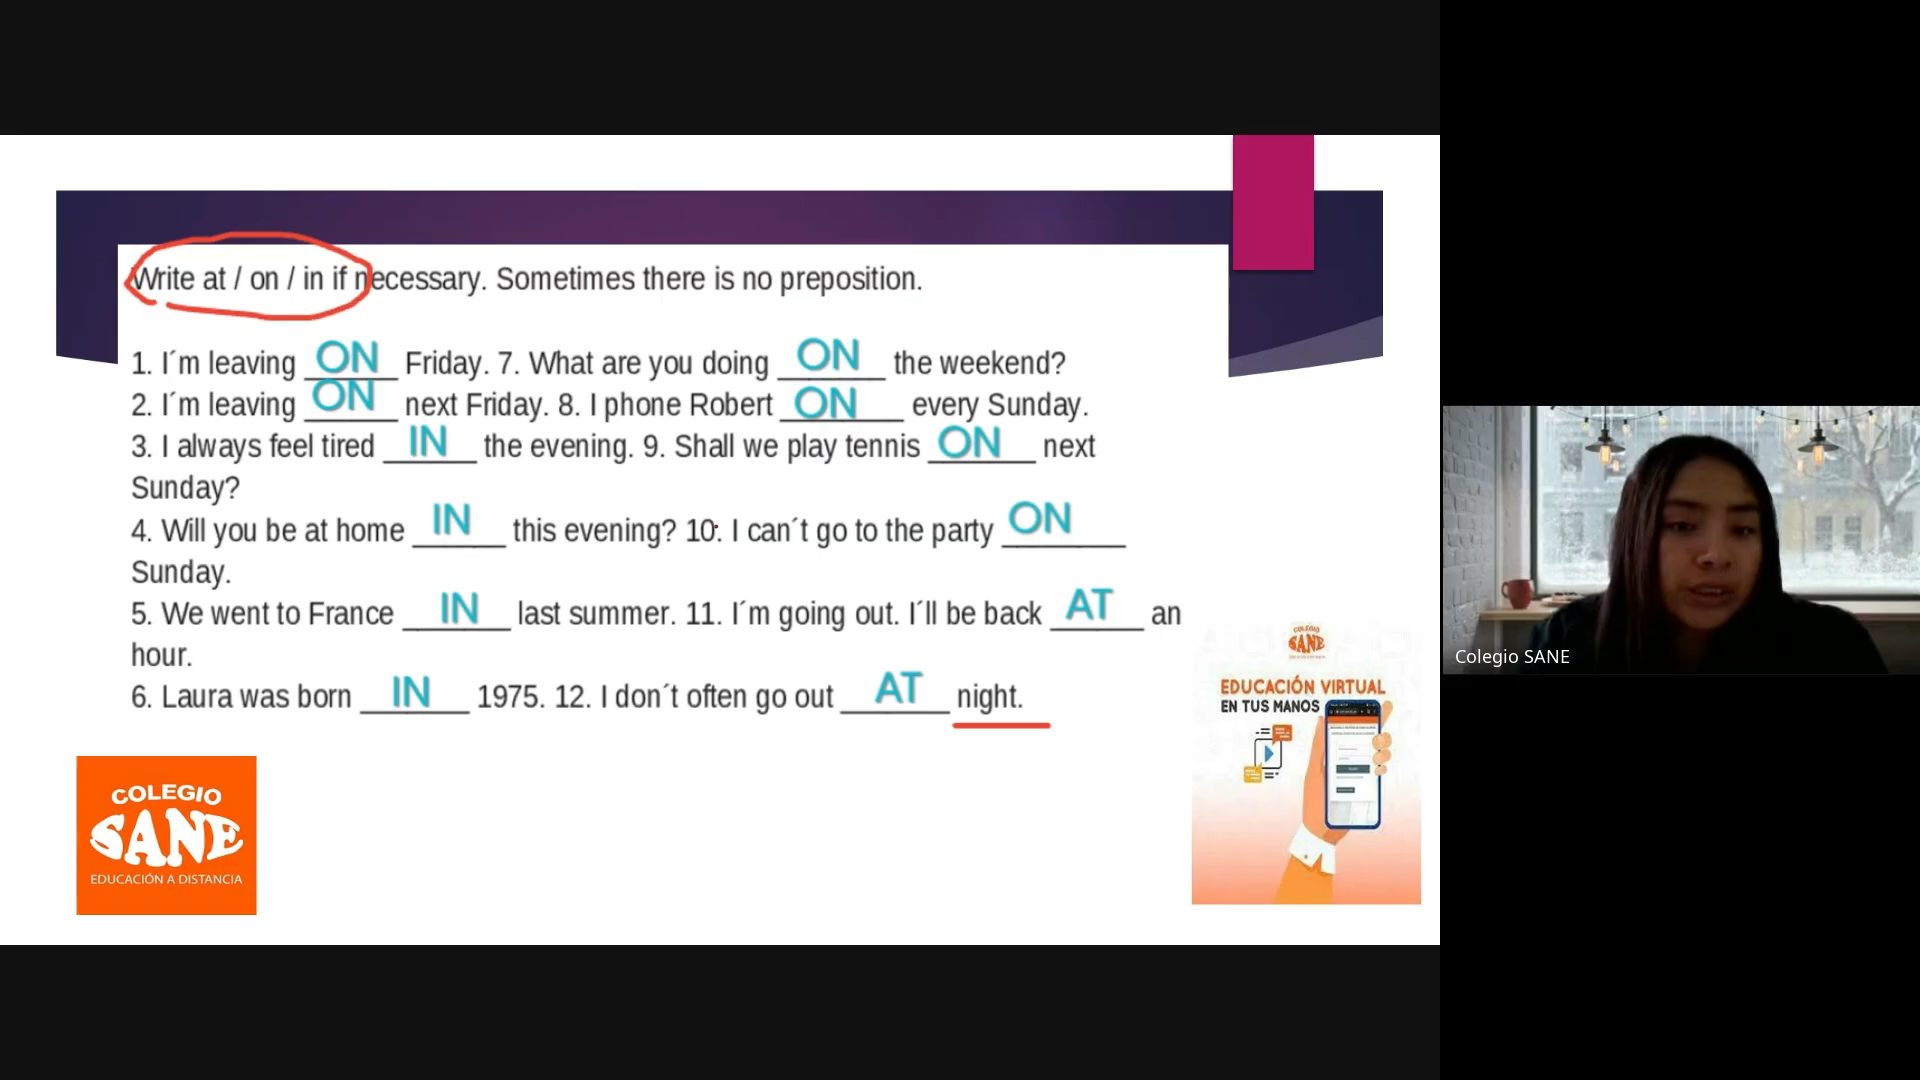 Write at / on / in if necessary. Sometimes there is no preposition.
1. I´m leaving ON Friday. 7. What are you doing ON the weekend?
2. I´m leaving ON next Friday. 8. I phone Robert ON every Sunday.
3. I always feel tired IN the evening. 9. Shall we play tennis ON next
Sunday?
4. Will you be at home IN this evening? 10. I can´t go to the party ON
Sunday.
5. We went to France IN last summer. 11. I´m going out. I´ll be back AT an
hour.
6. Laura was born IN 1975. 12. I don´t often go out AT night.
COLEGIO
SANE
EDUCACIÓN A DISTANCIA
COLEGIO
SANE
EDUCACIÓN VIRTUAL
EN TUS MANOS
Colegio SANE